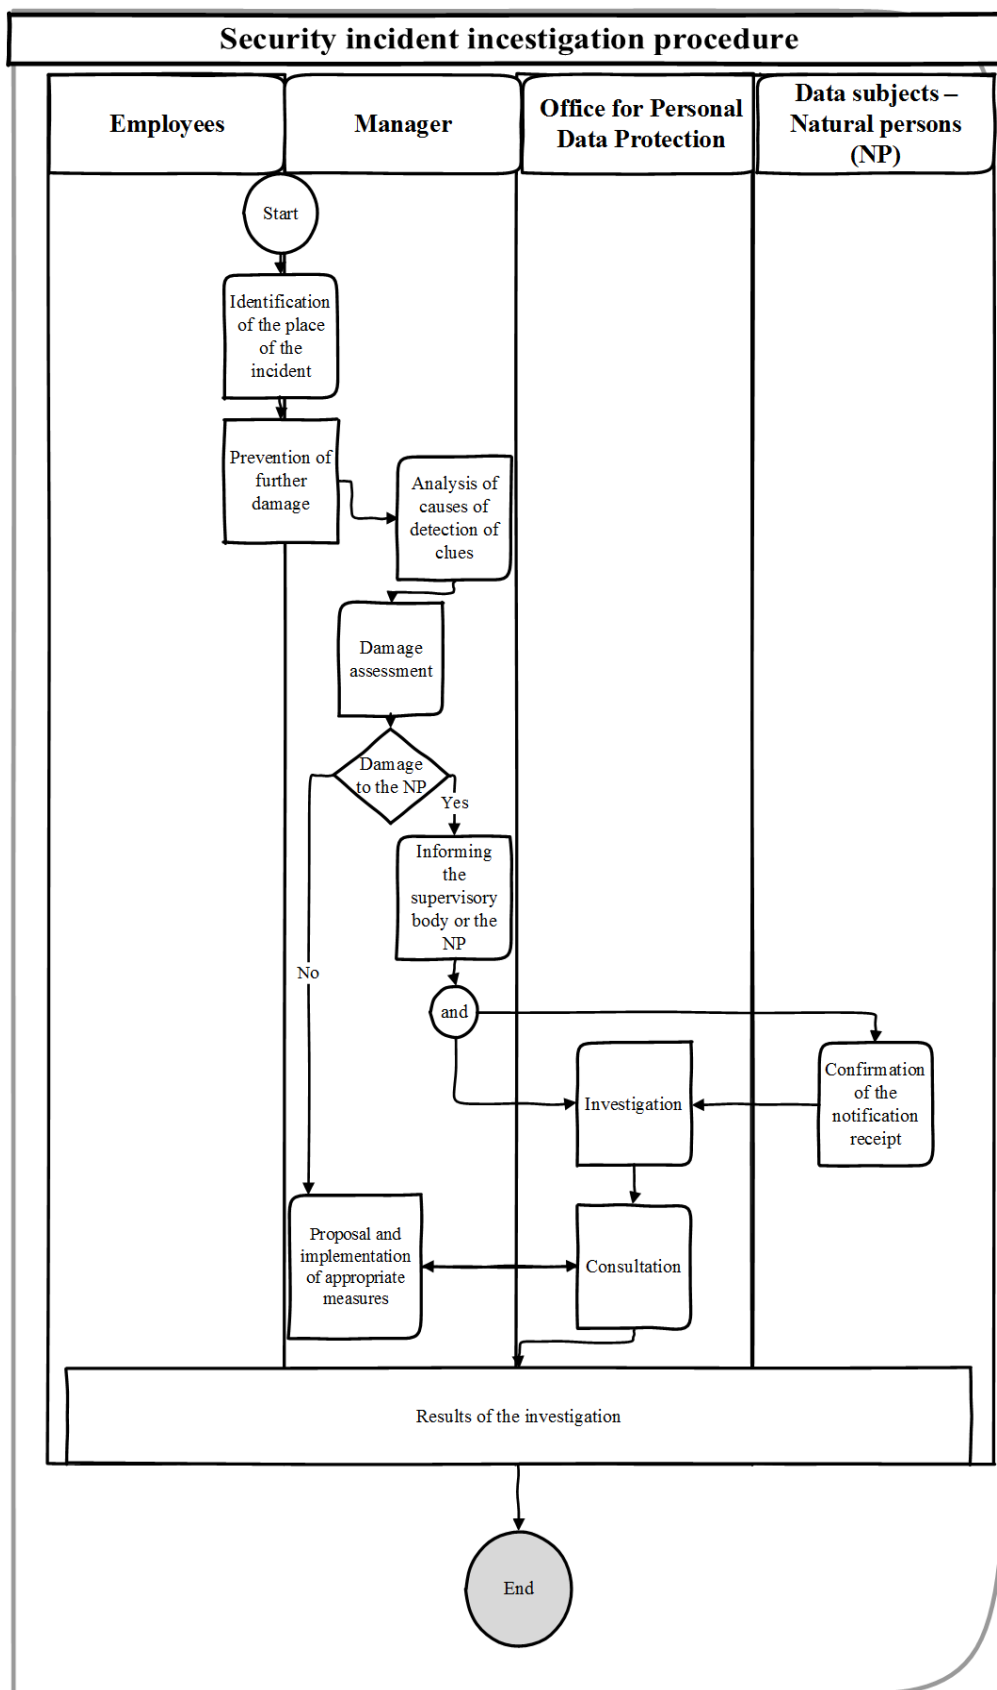 Security incident incestigation procedure
Employees
Manager
Office for Personal
Data Protection
Data subjects –
Natural persons
(NP)
Start
Identification
of the place
of the
incident
Prevention of
further
damage
Analysis of
causes of
detection of
clues
Damage
assessment
Damage
to the NP
Yes
Informing
the
supervisory
body or the
NP
No
and
Investigation
Confirmation
of the
notification
receipt
Proposal and
implementation
of appropriate
measures
Consultation
Results of the investigation
End